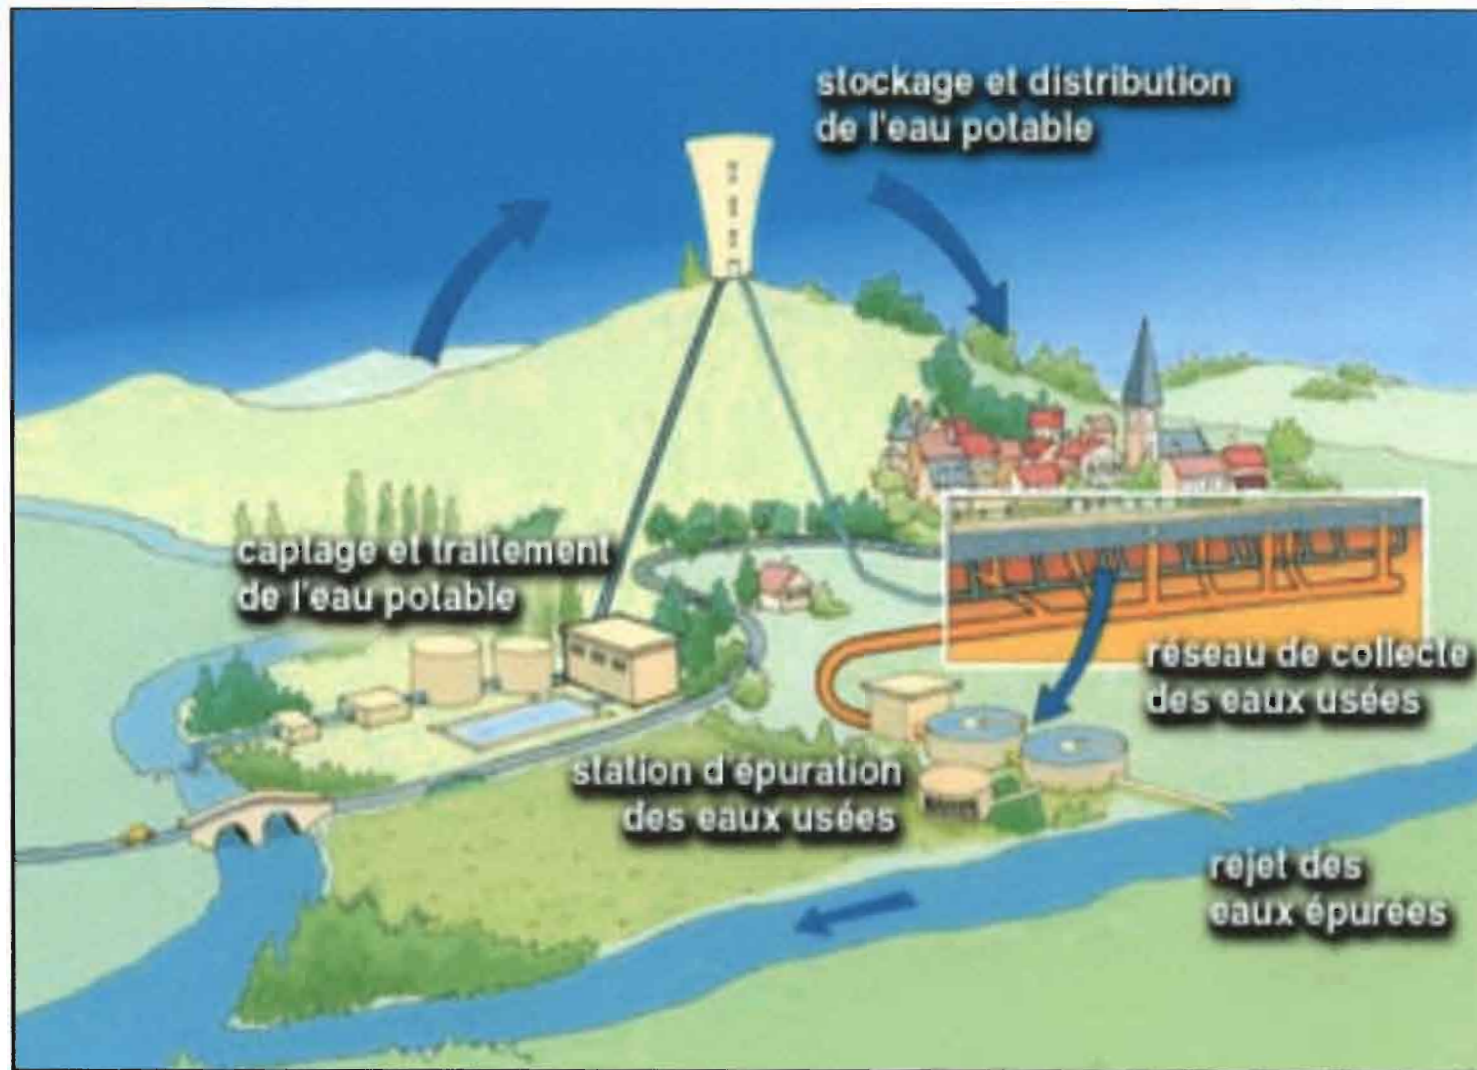 stockage et distribution
de l'eau potable
captage et traitement
de l'eau potable
réseau de collecte
des eaux usées
station d'épuration
des eaux usées
rejet des
eaux épurées